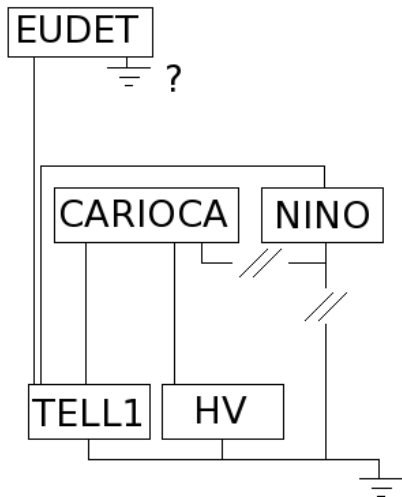 EUDET
?
CARIOCA
NINO
TELL1
HV